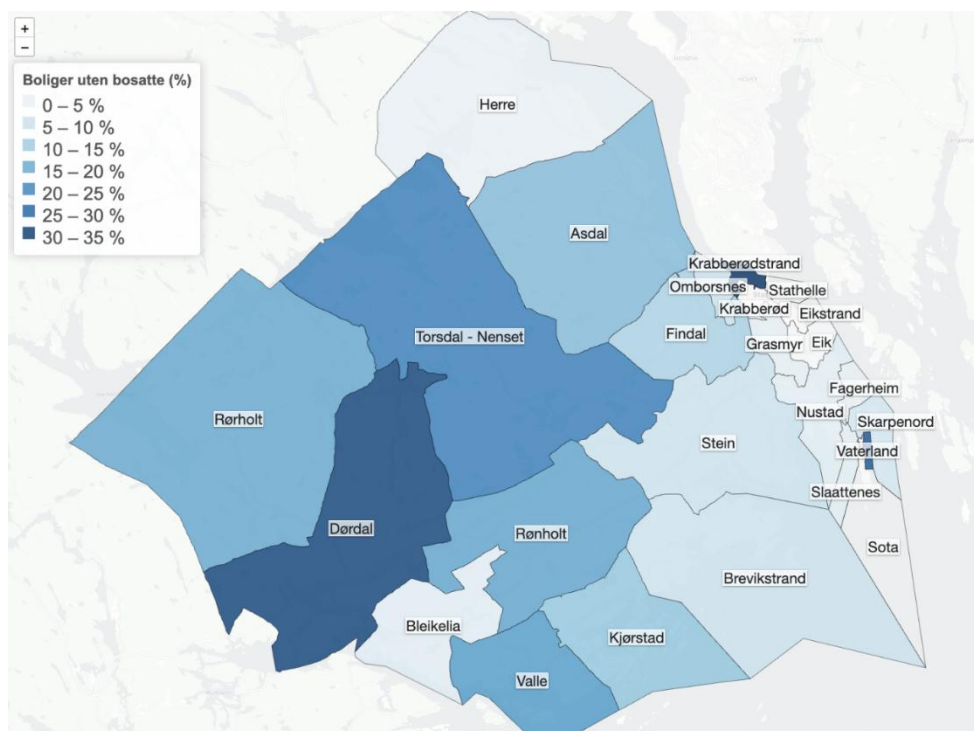 +
−
Boliger uten bosatte (%)
0 – 5 %
5 – 10 %
10 – 15 %
15 – 20 %
20 – 25 %
25 – 30 %
30 – 35 %
Herre
Asdal
Krabberødstrand
Omborsnes
Stathelle
Krabberød
Eikstrand
Torsdal - Nenset
Findal
Grasmyr
Eik
Fagerheim
Rørholt
Nustad
Skarpenord
Stein
Vaterland
Slaattenes
Dørdal
Rønholt
Sota
Brevikstrand
Bleikelia
Kjørstad
Valle